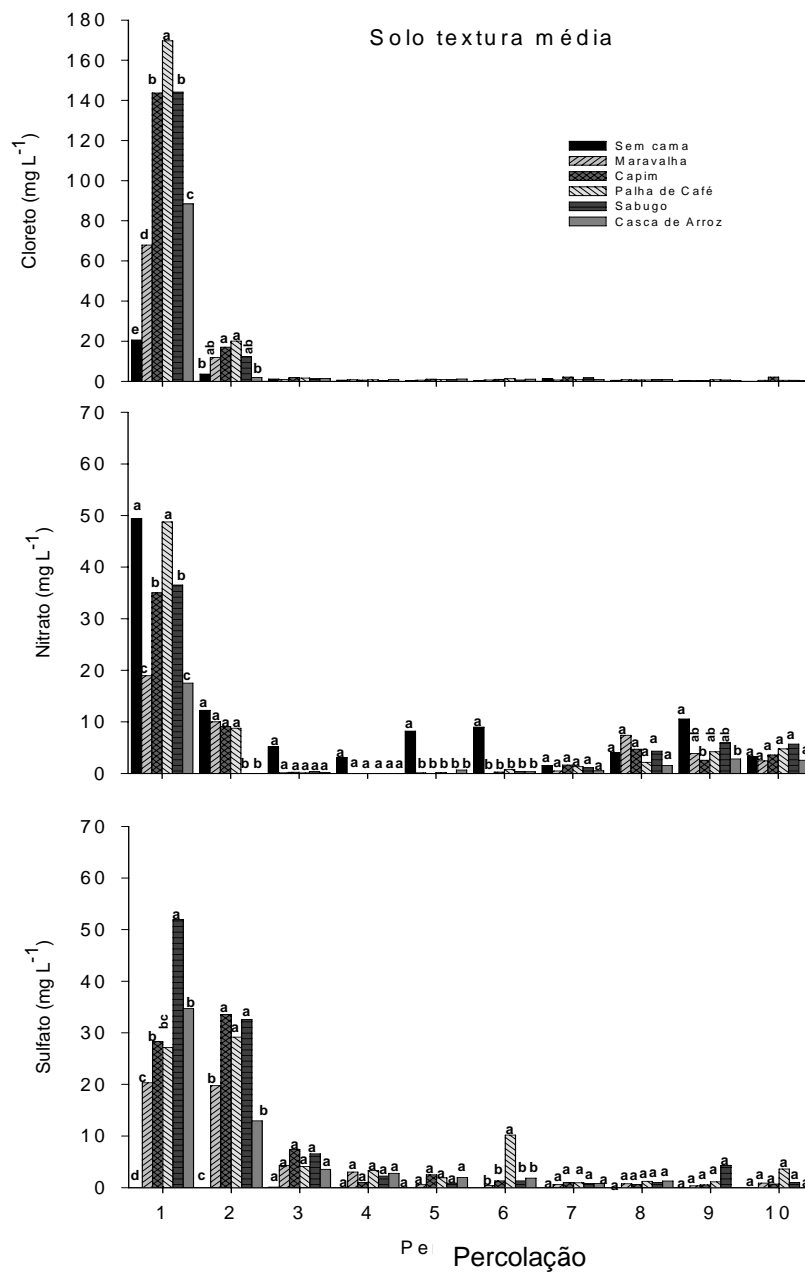 Solo textura média
180
a
160
b b
140
120
Cloreto (mg L-1)
100
c
80
d
60
40
e
20
b ab a a ab b
0
Sem cama
Maravalha
Capim
Palha de Café
Sabugo
Casca de Arroz
70
60
50
a a
40
b b
Nitrato (mg L-1)
30
20
c c
10
a a a a b b
a a a a a a
a a a a a a
a b b b b b
a b b b b b
a a a a a a
a a a a a a
a ab b ab ab b
a a a a a a
0
70
60
50
a
40
Sulfato (mg L-1)
30
b bc b
20
d c
10
c b a a a b
a a a a a a
a a a a a a
a a a a a a
b b a b b
a a a a a a
a a a a a a
a a a a a
a a a a a a
0
1 2 3 4 5 6 7 8 9 10
Pe
Percolação